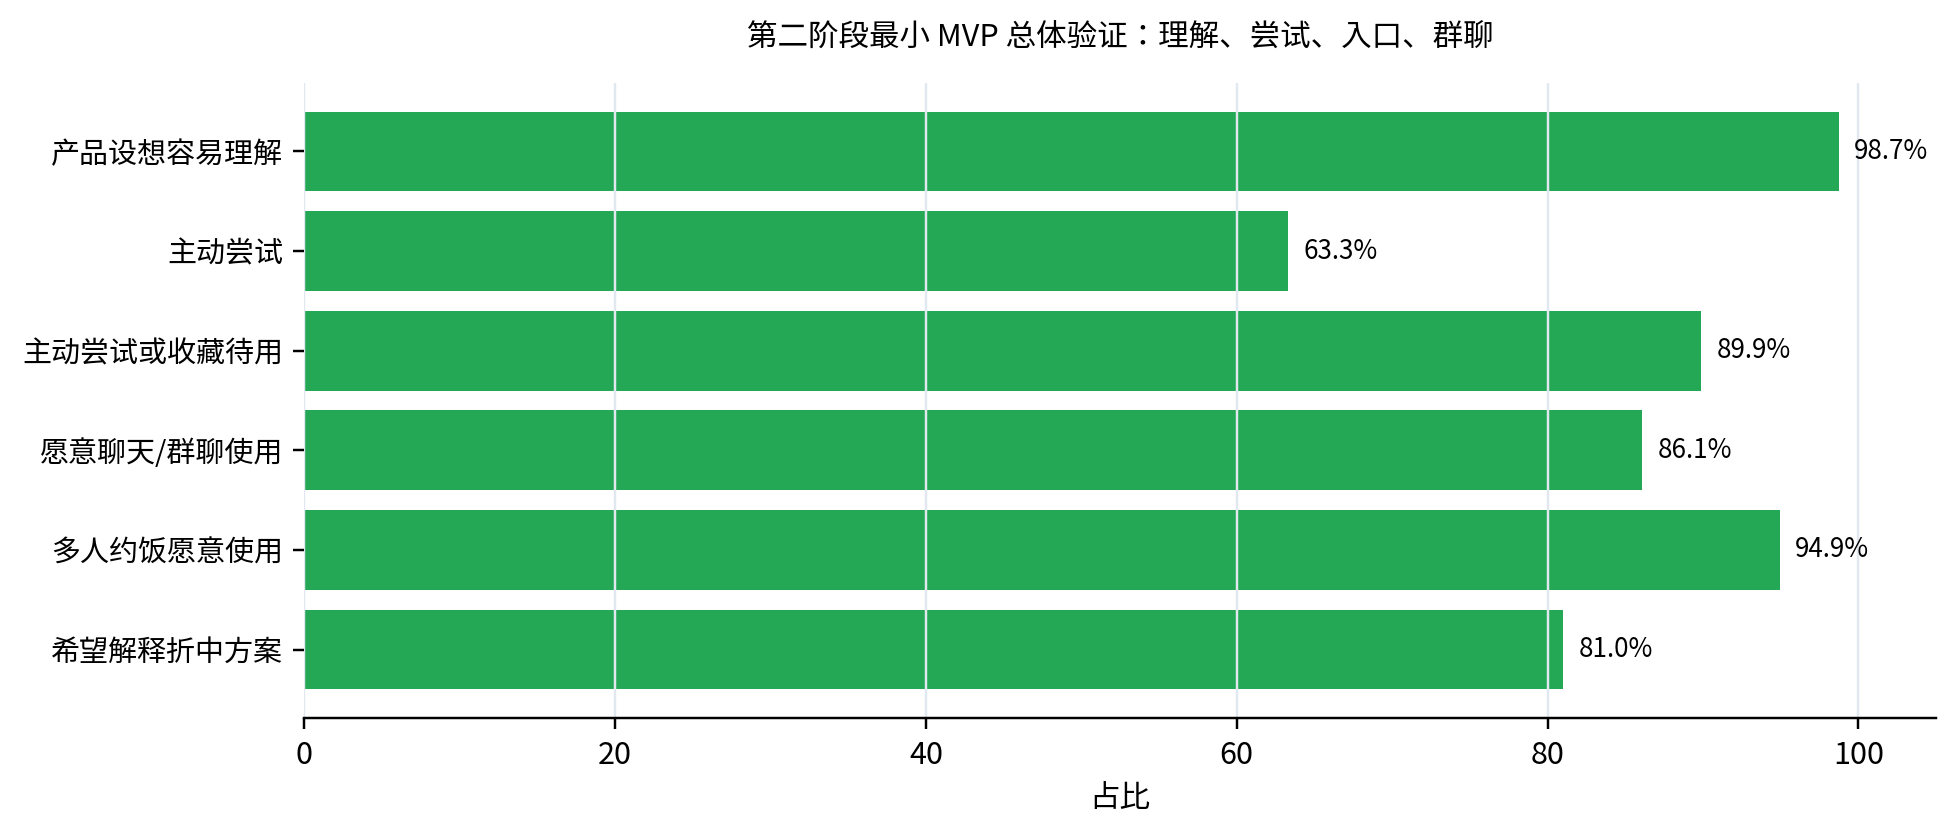 第二阶段最小 MVP 总体验证：理解、尝试、入口、群聊
产品设想容易理解 98.7%
主动尝试 63.3%
主动尝试或收藏待用 89.9%
愿意聊天/群聊使用 86.1%
多人约饭愿意使用 94.9%
希望解释折中方案 81.0%
0 20 40 60 80 100
占比